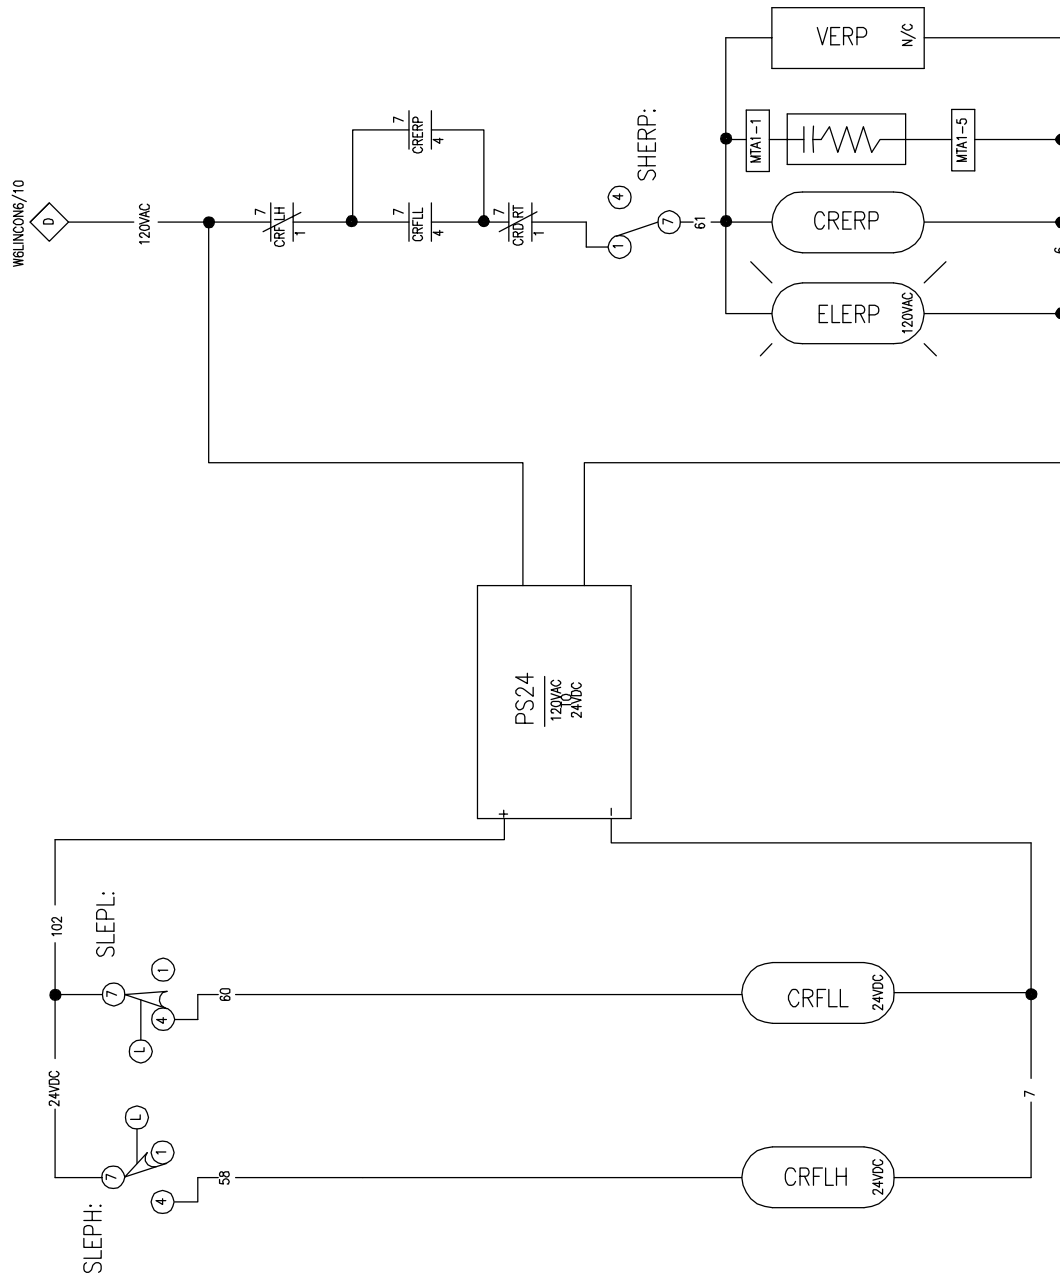 W6LINCON6/10
D
120VAC
7
CRFLH
1
7
CRERP
4
7
CRFLL
4
7
CRDRT
1
SHERP:
1
4
7
61
VERP
N/C
MTA1-1
MTA1-5
CRERP
ELERP
120VAC
6
PS24
120VAC
TO
24VDC
+
-
102
24VDC
SLEPL:
7
1
4
L
60
CRFLL
24VDC
SLEPH:
7
1
4
L
58
CRFLH
24VDC
7